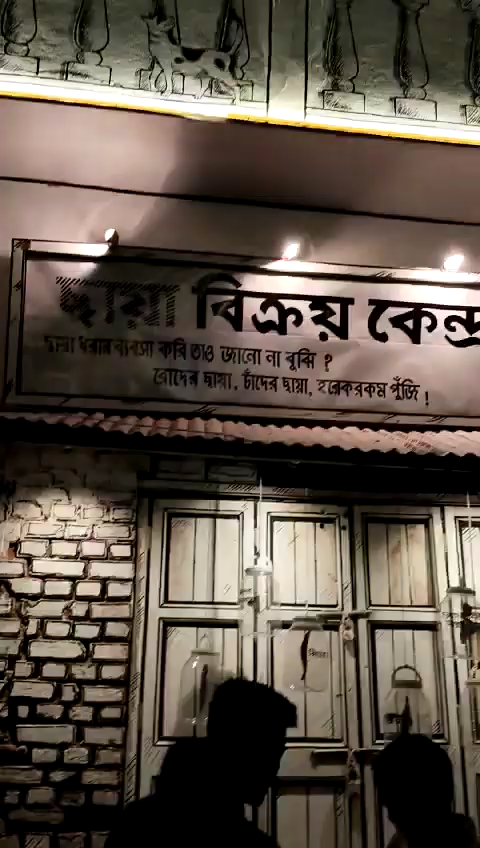 ছায়া বিক্রয় কেন্দ্র
ছায়া ধরার ব্যবসা করি তাও জানো না বুঝি ?
রোদের ছায়া, চাঁদের ছায়া, হরেকরকম পুঁজি !